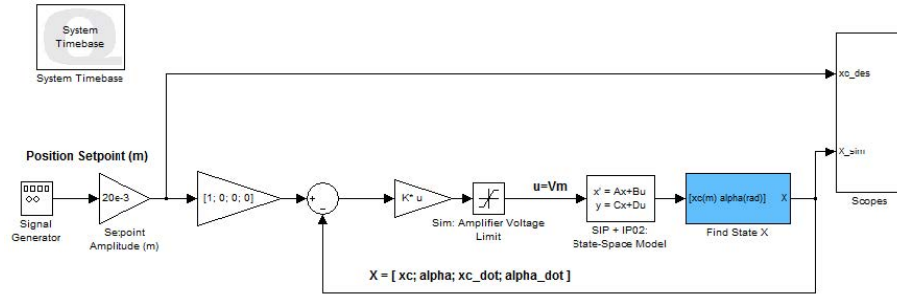 System
Timebase
System Timebase
xc_des
Position Setpoint (m)
X_sim
20e-3
[1; 0; 0; 0]
+
-
K* u
u=Vm
x' = Ax+Bu
y = Cx+Du
[xc(m) alpha(rad)]
X
Scopes
Signal
Generator
Setpoint
Amplitude (m)
Sim: Amplifier Voltage
Limit
SIP + IP02:
State-Space Model
Find State X
X = [ xc; alpha; xc_dot; alpha_dot ]